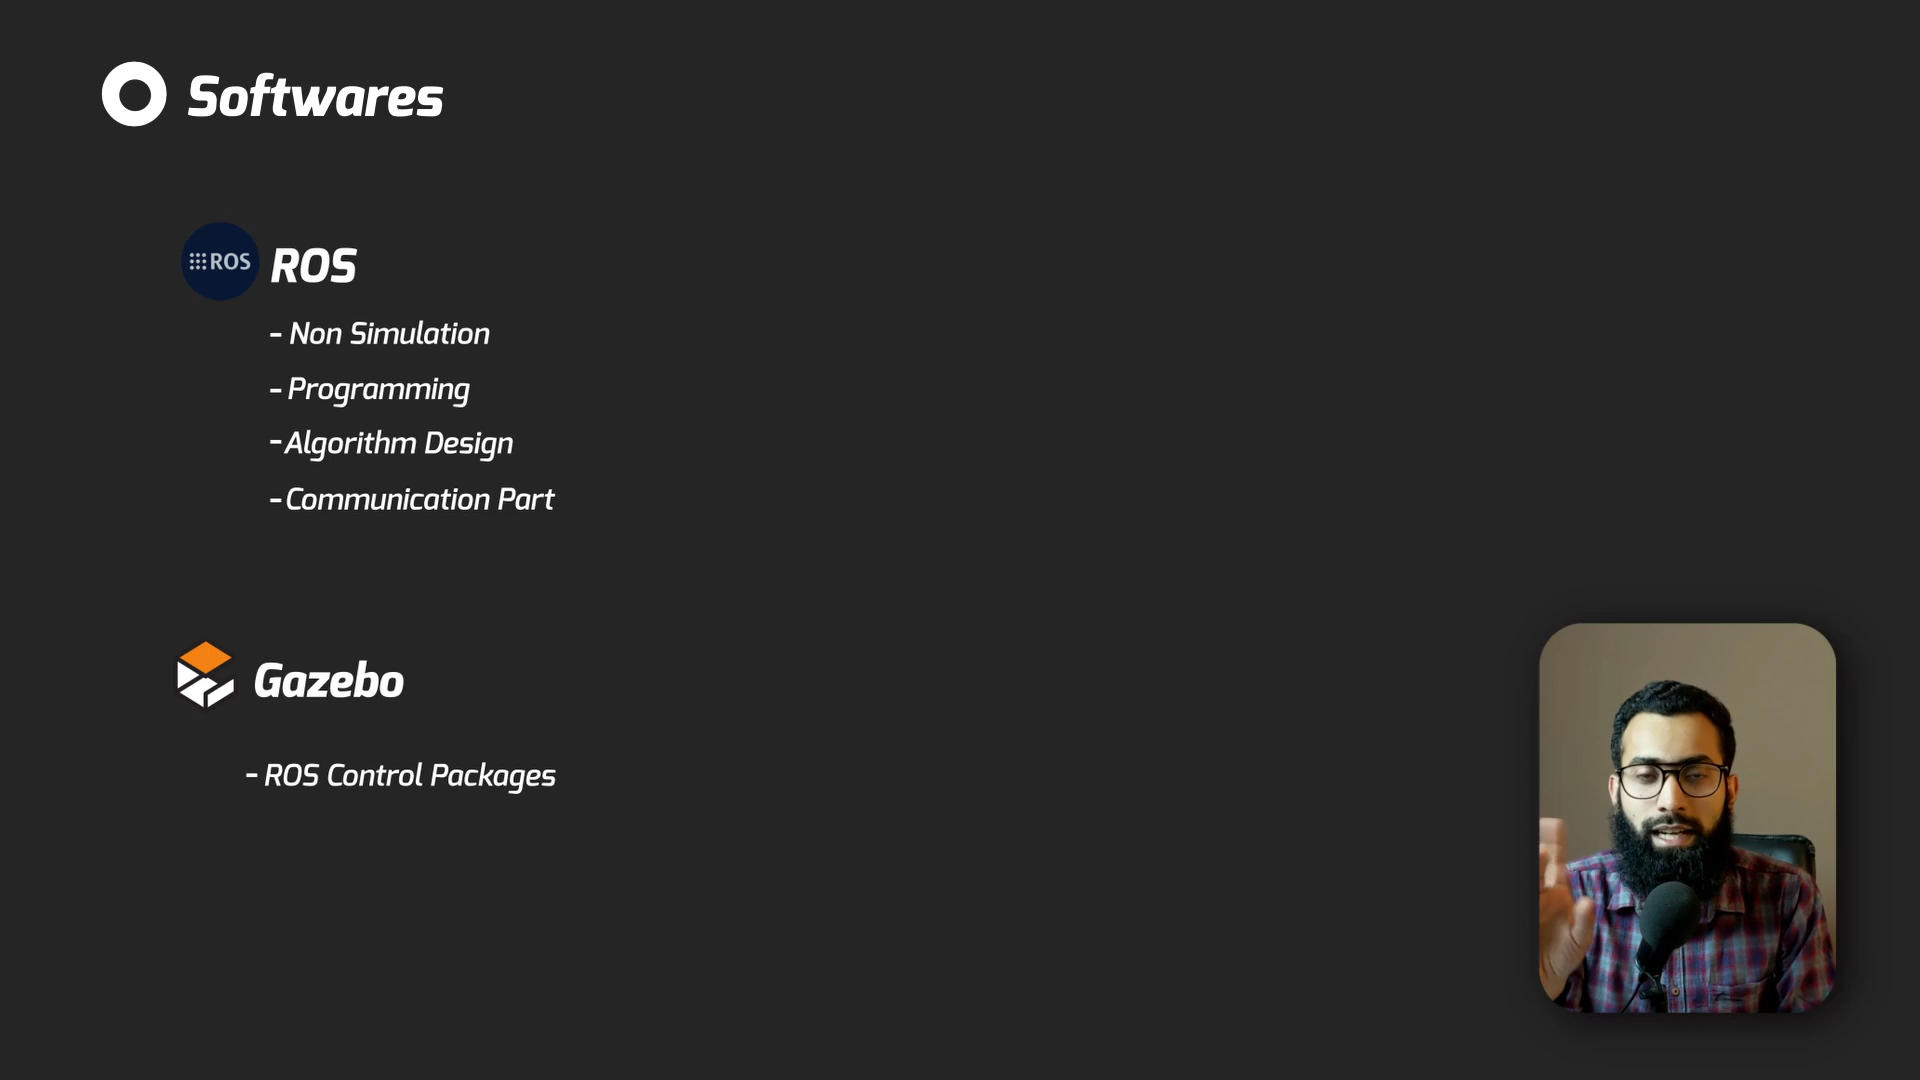 Softwares
ROS ROS
- Non Simulation
- Programming
- Algorithm Design
- Communication Part
Gazebo
- ROS Control Packages